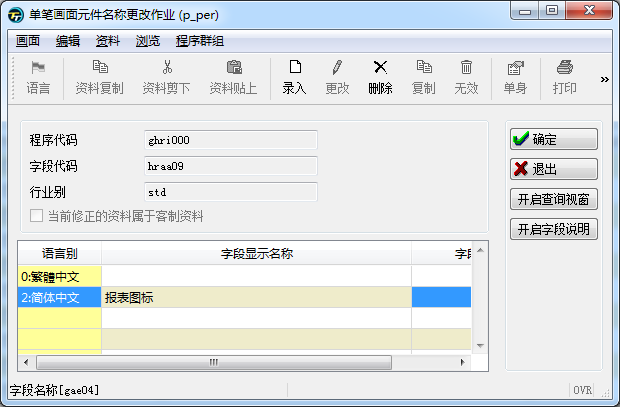 单笔画面元件名称更改作业 (p_per)
画面 编辑 资料 浏览 程序群组
语言 资料复制 资料剪下 资料贴上 录入 更改 删除 复制 无效 单身 打印 »
程序代码 ghri000
字段代码 hraa09
行业别 std
当前修正的资料属于客制资料
确定
退出
开启查询视窗
开启字段说明
语言别 字段显示名称 字段
0:繁體中文
2:简体中文 报表图标
字段名称[gae04] OVR